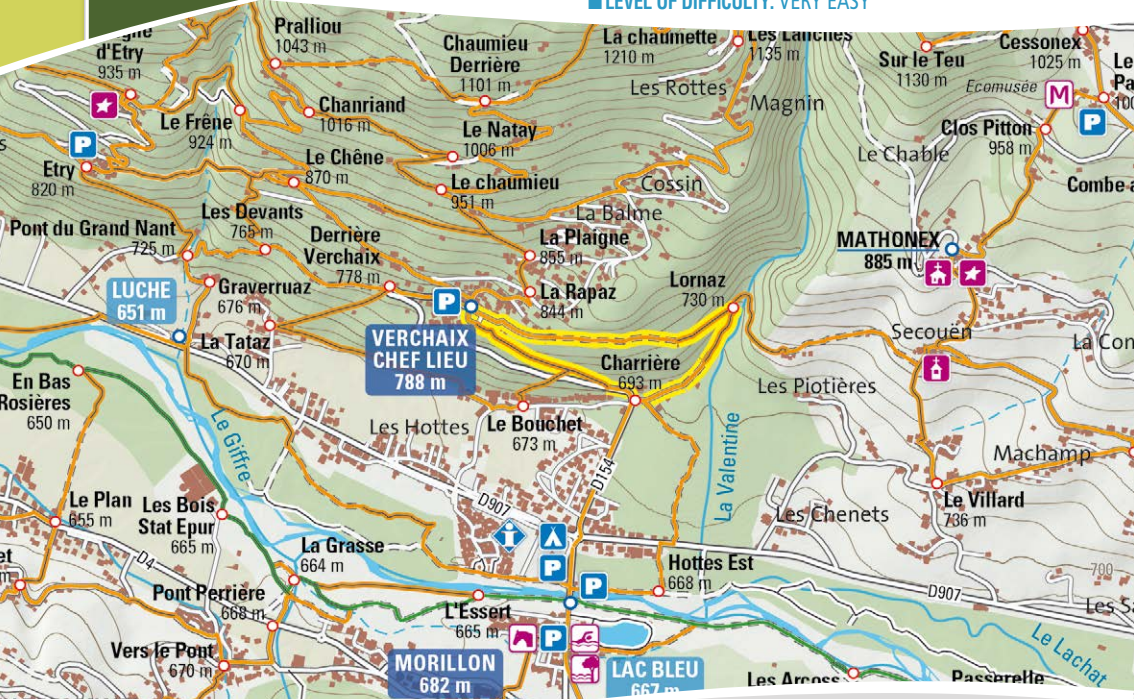 LEVEL OF DIFFICULTY: VERY EASY
d'Etry
935 m
Pralliou
1043 m
Chaumieu
Derrière
1101 m
La chaumette
1210 m
Les Lanches
1135 m
Sur le Teu
1130 m
Cessonex
1025 m
Le
Les Rottes
Magnin
Ecomusée
M
P
Le Frêne
924 m
Chanriand
1016 m
Le Natay
1006 m
Clos Pitton
958 m
P
Etry
820 m
Le Chêne
870 m
Le chaumieu
951 m
Cossin
Le Chable
Combe a
Pont du Grand Nant
725 m
Les Devants
765 m
Derrière
Verchaix
778 m
La Balme
La Plaigne
855 m
MATHONEX
885 m
LUCHE
651 m
Graverruaz
676 m
P
La Rapaz
844 m
Lornaz
730 m
La Tataz
670 m
VERCHAIX
CHEF LIEU
788 m
Charrière
693 m
Secouën
La Con
En Bas
Rosières
650 m
Le Giffre
Les Hottes
Le Bouchet
673 m
Les Piotières
D154
La Valentine
Machamp
Le Plan
655 m
Les Bois
Stat Epur
665 m
D907
Les Chenets
Le Villard
736 m
et
m
D4
La Grasse
664 m
i
P
P
Hottes Est
668 m
700
D907
Pont Perrière
668 m
L'Essert
665 m
Les Sa
Vers le Pont
670 m
P
MORILLON
682 m
LAC BLEU
667 m
Les Arcoss
Passerelle
Le Lachat